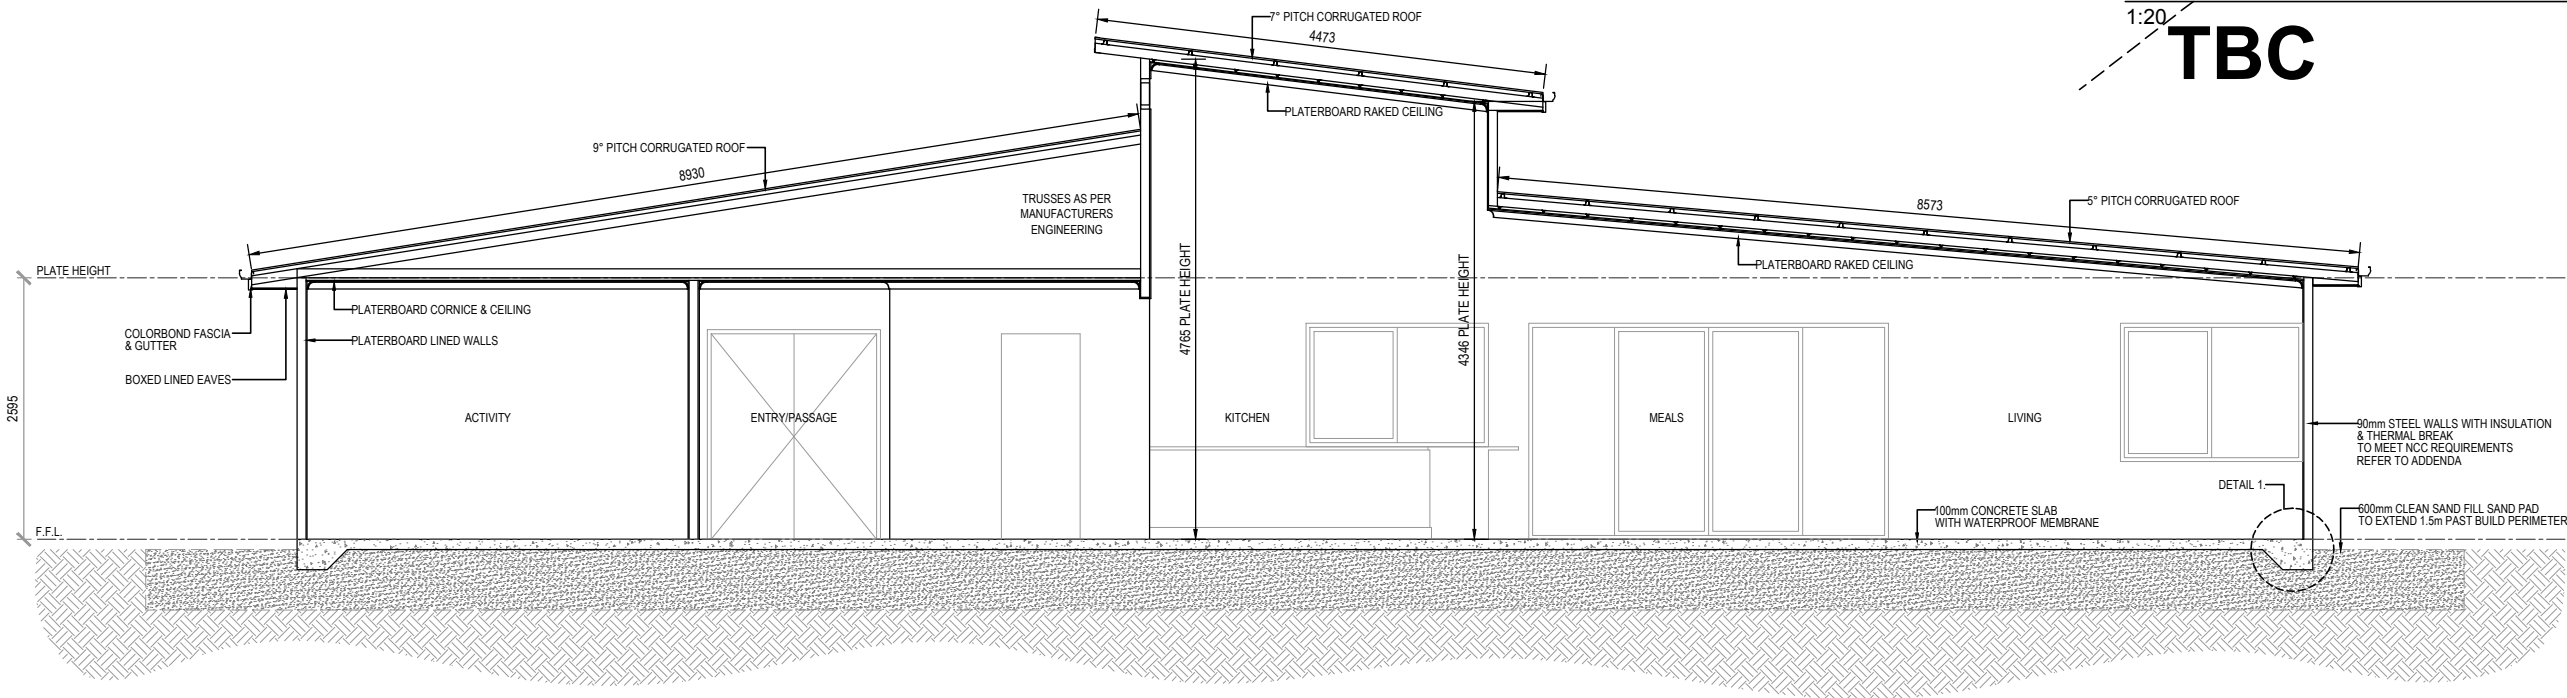 1:20
TBC
7° PITCH CORRUGATED ROOF
4473
PLATERBOARD RAKED CEILING
9° PITCH CORRUGATED ROOF
8930
TRUSSES AS PER
MANUFACTURERS
ENGINEERING
8573
5° PITCH CORRUGATED ROOF
PLATERBOARD RAKED CEILING
PLATE HEIGHT
4765 PLATE HEIGHT
4346 PLATE HEIGHT
PLATERBOARD CORNICE & CEILING
COLORBOND FASCIA
& GUTTER
PLATERBOARD LINED WALLS
BOXED LINED EAVES
2595
ACTIVITY
ENTRY/PASSAGE
KITCHEN
MEALS
LIVING
90mm STEEL WALLS WITH INSULATION
& THERMAL BREAK
TO MEET NCC REQUIREMENTS
REFER TO ADDENDA
DETAIL 1.
100mm CONCRETE SLAB
WITH WATERPROOF MEMBRANE
600mm CLEAN SAND FILL SAND PAD
TO EXTEND 1.5m PAST BUILD PERIMETER
F.F.L.